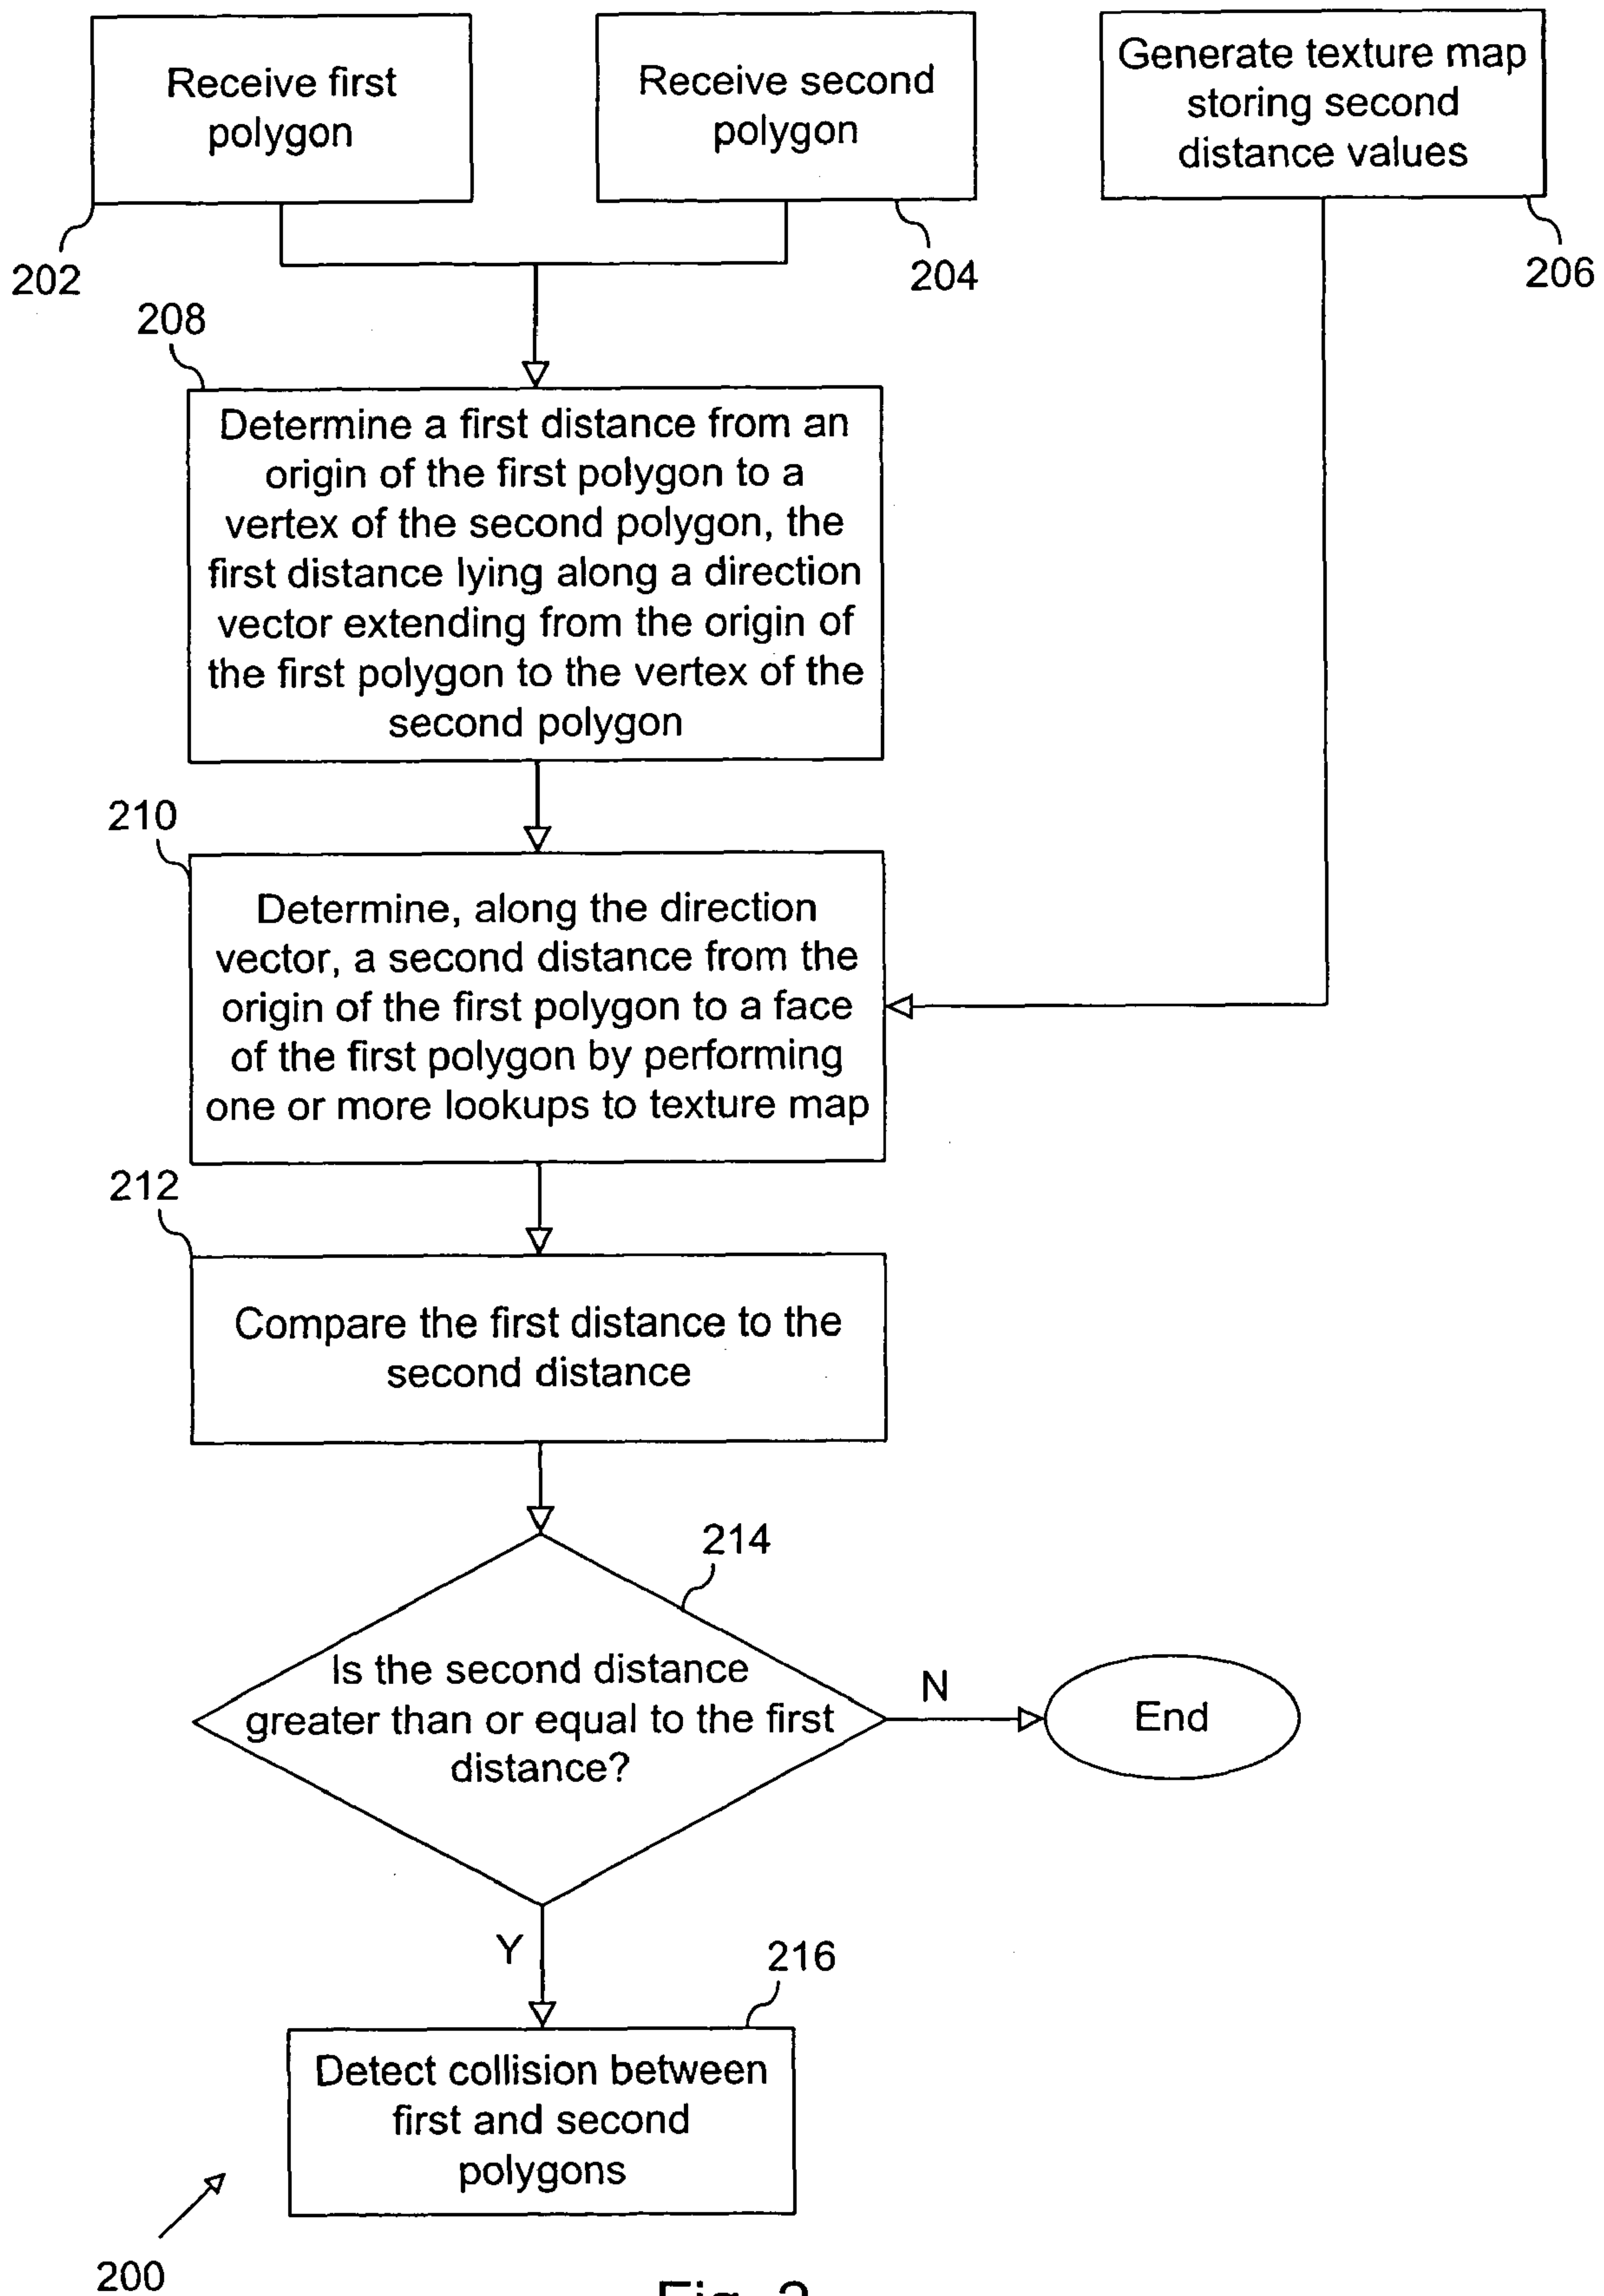 Receive first
polygon
Receive second
polygon
Generate texture map
storing second
distance values
202
204
206
208
Determine a first distance from an
origin of the first polygon to a
vertex of the second polygon, the
first distance lying along a direction
vector extending from the origin of
the first polygon to the vertex of the
second polygon
210
Determine, along the direction
vector, a second distance from the
origin of the first polygon to a face
of the first polygon by performing
one or more lookups to texture map
212
Compare the first distance to the
second distance
214
Is the second distance
greater than or equal to the first
distance?
N
End
Y
216
Detect collision between
first and second
polygons
200